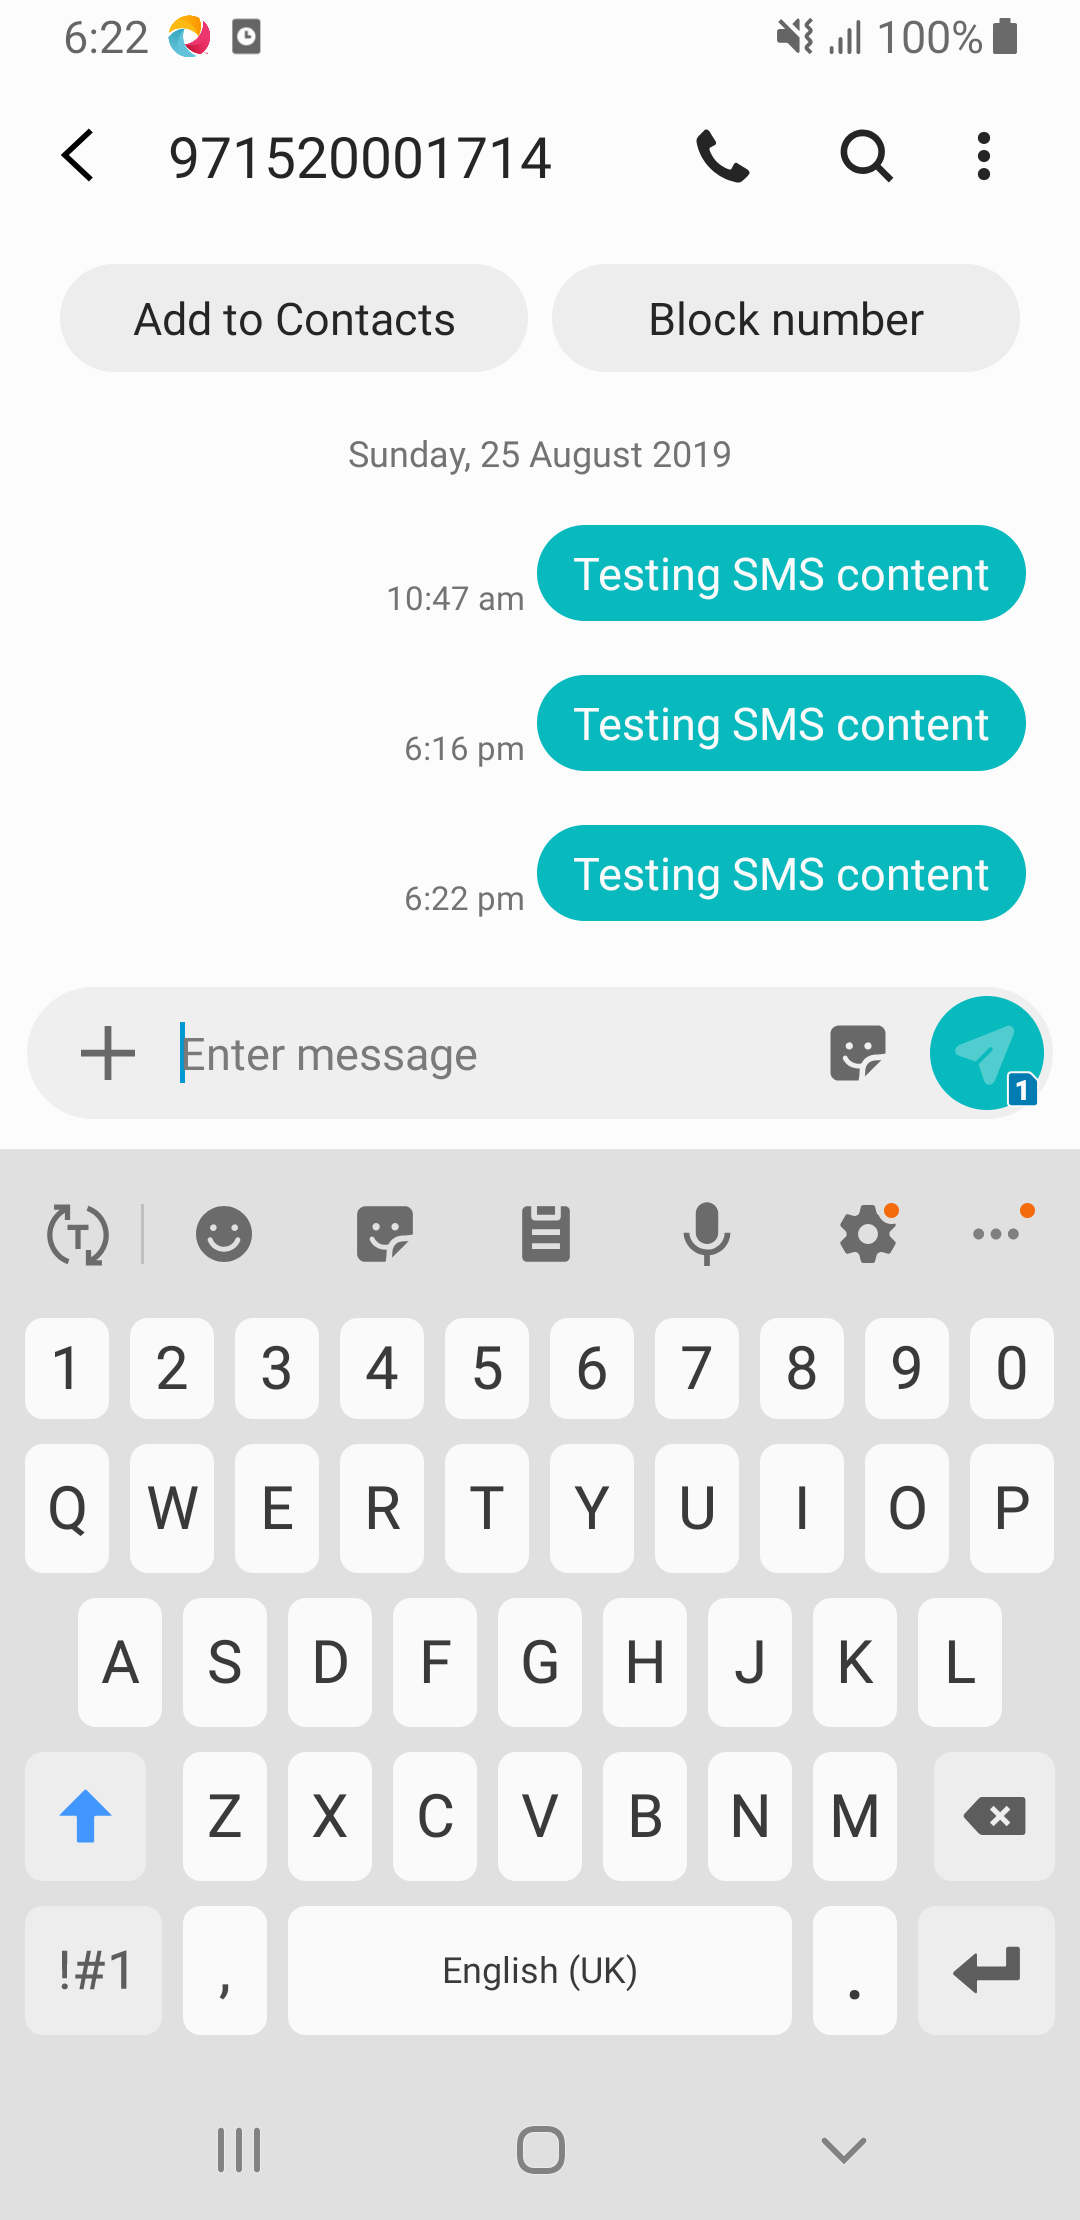 6:22 100%
971520001714
Add to Contacts Block number
Sunday, 25 August 2019
10:47 am Testing SMS content
6:16 pm Testing SMS content
6:22 pm Testing SMS content
Enter message 1
T
1 2 3 4 5 6 7 8 9 0
Q W E R T Y U I O P
A S D F G H J K L
Z X C V B N M
!#1 , English (UK) .